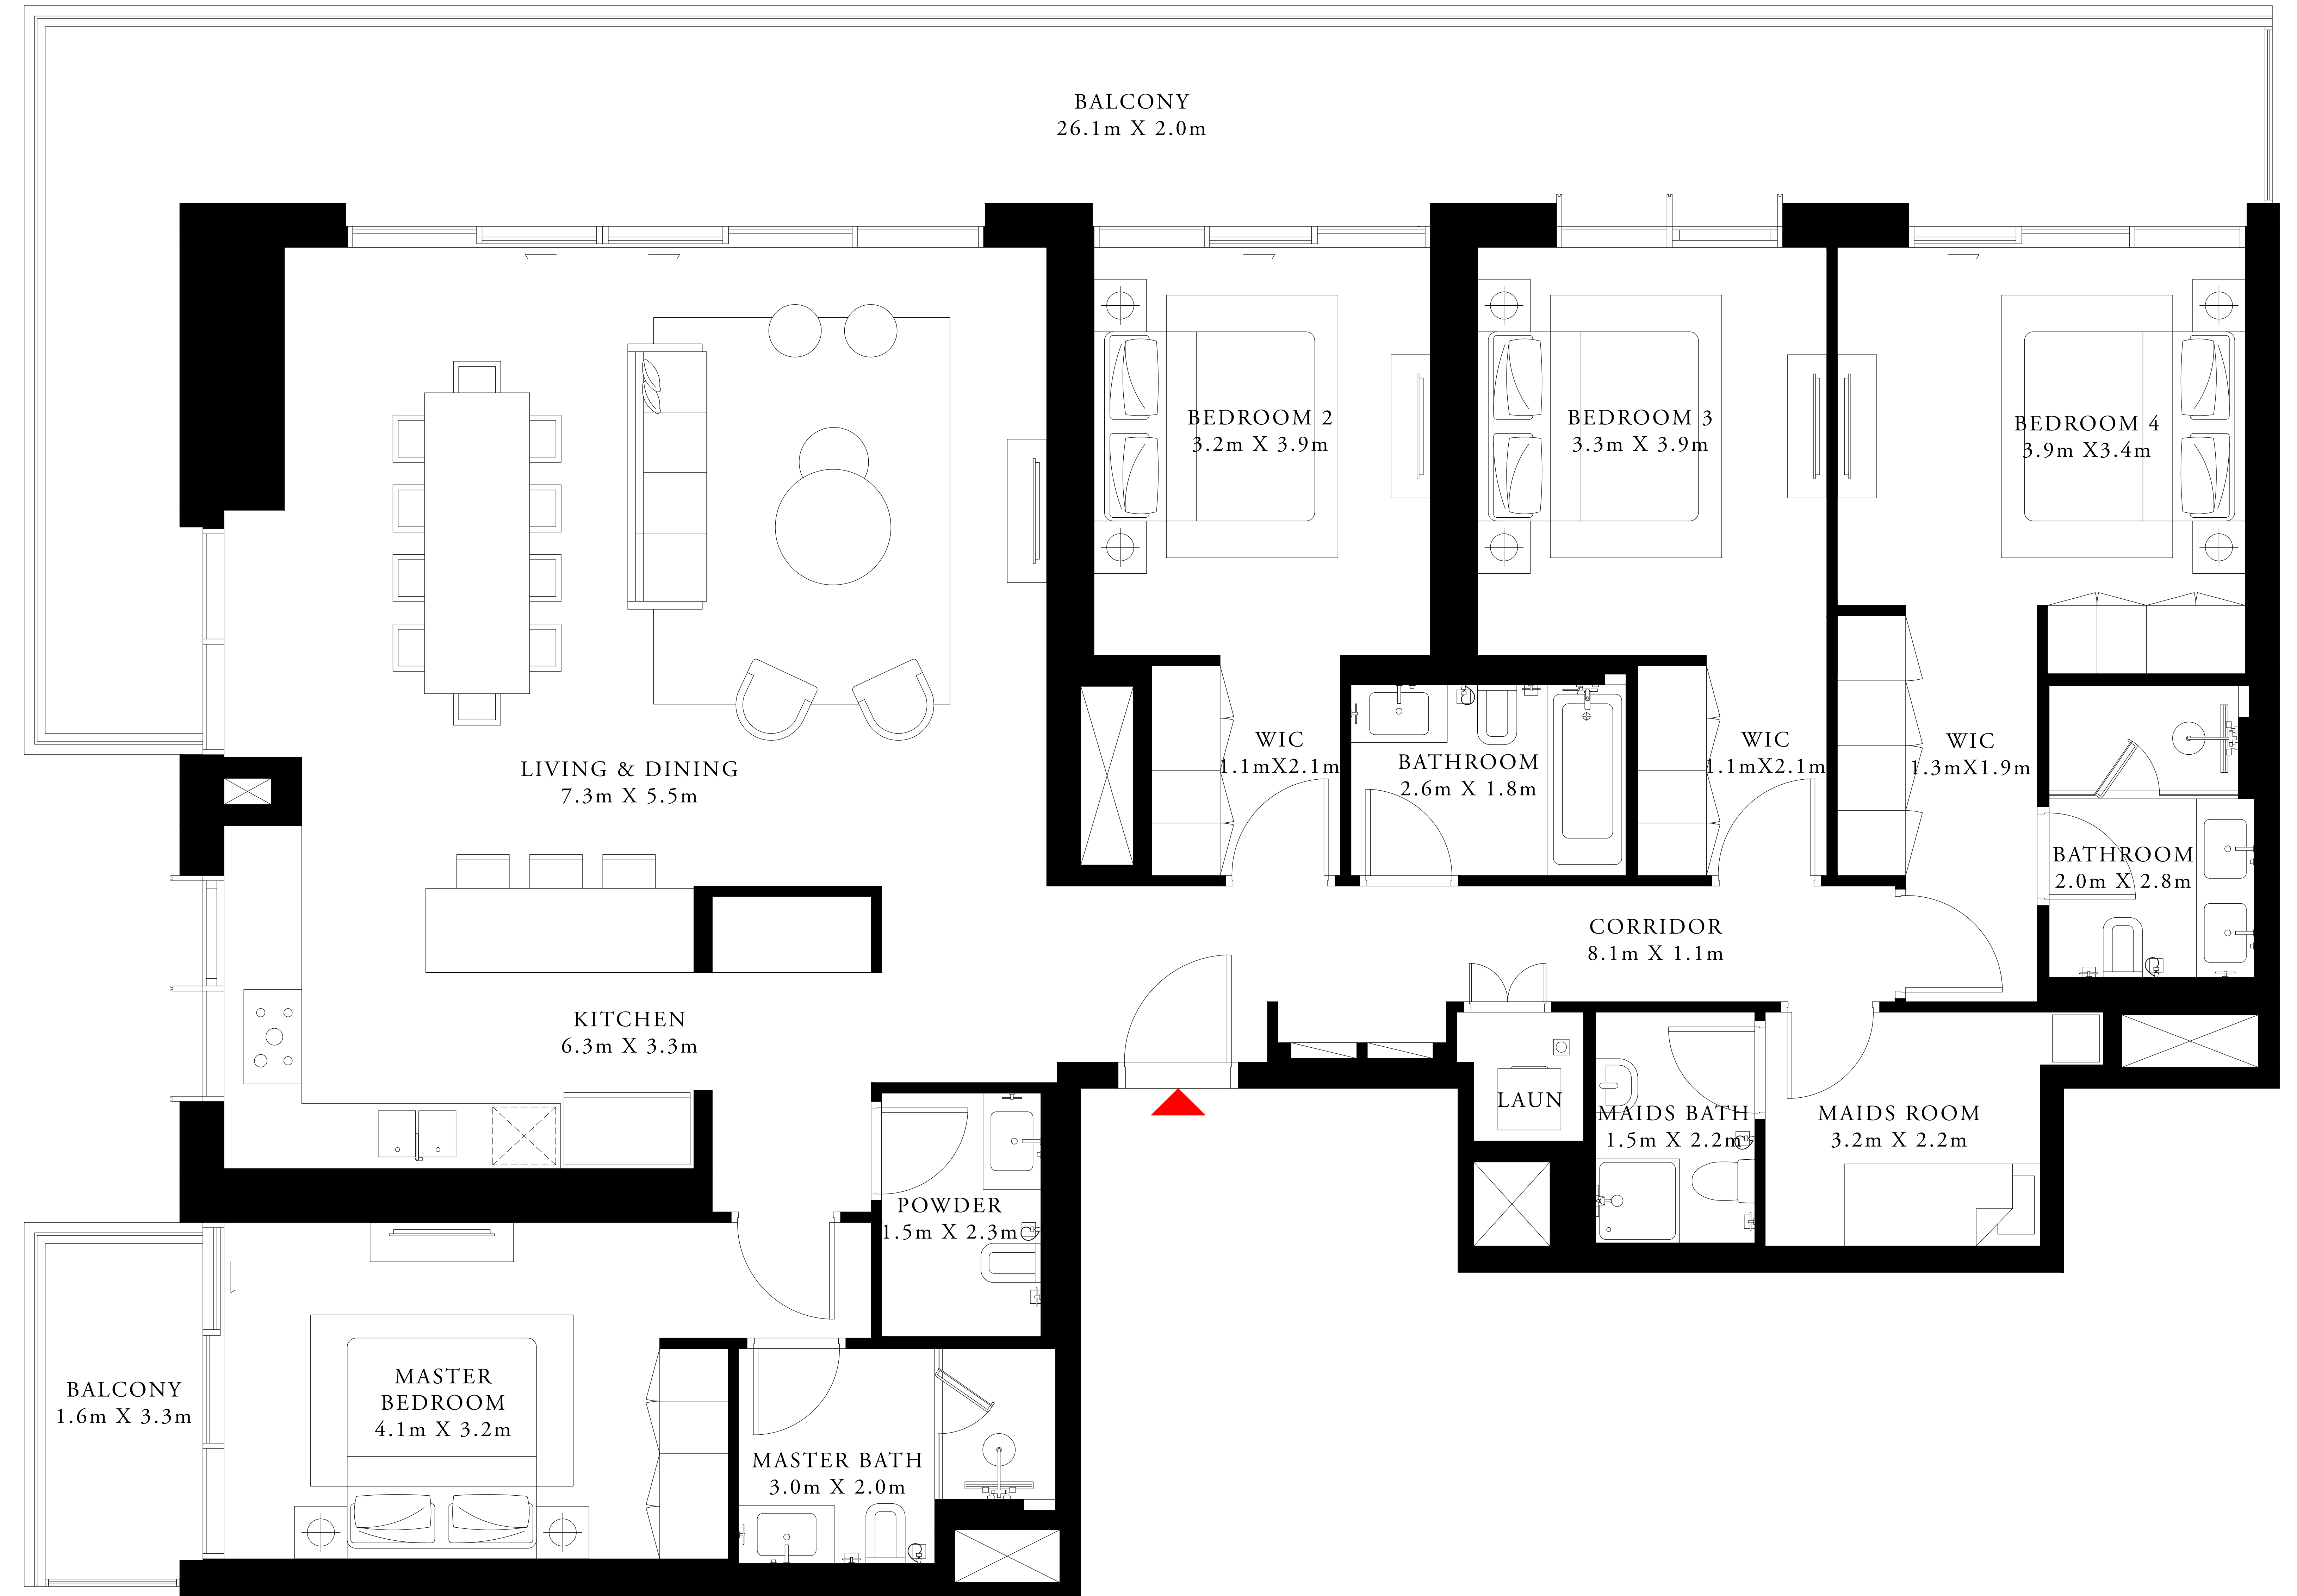 BALCONY
26.1m X 2.0m
BEDROOM 2
3.2m X 3.9m
BEDROOM 3
3.3m X 3.9m
BEDROOM 4
3.9m X3.4m
LIVING & DINING
7.3m X 5.5m
WIC
1.1mX2.1m
BATHROOM
2.6m X 1.8m
WIC
1.1mX2.1m
WIC
1.3mX1.9m
BATHROOM
2.0m X 2.8m
CORRIDOR
8.1m X 1.1m
KITCHEN
6.3m X 3.3m
LAUN
MAIDS BATH
1.5m X 2.2m
MAIDS ROOM
3.2m X 2.2m
POWDER
1.5m X 2.3m
BALCONY
1.6m X 3.3m
MASTER
BEDROOM
4.1m X 3.2m
MASTER BATH
3.0m X 2.0m